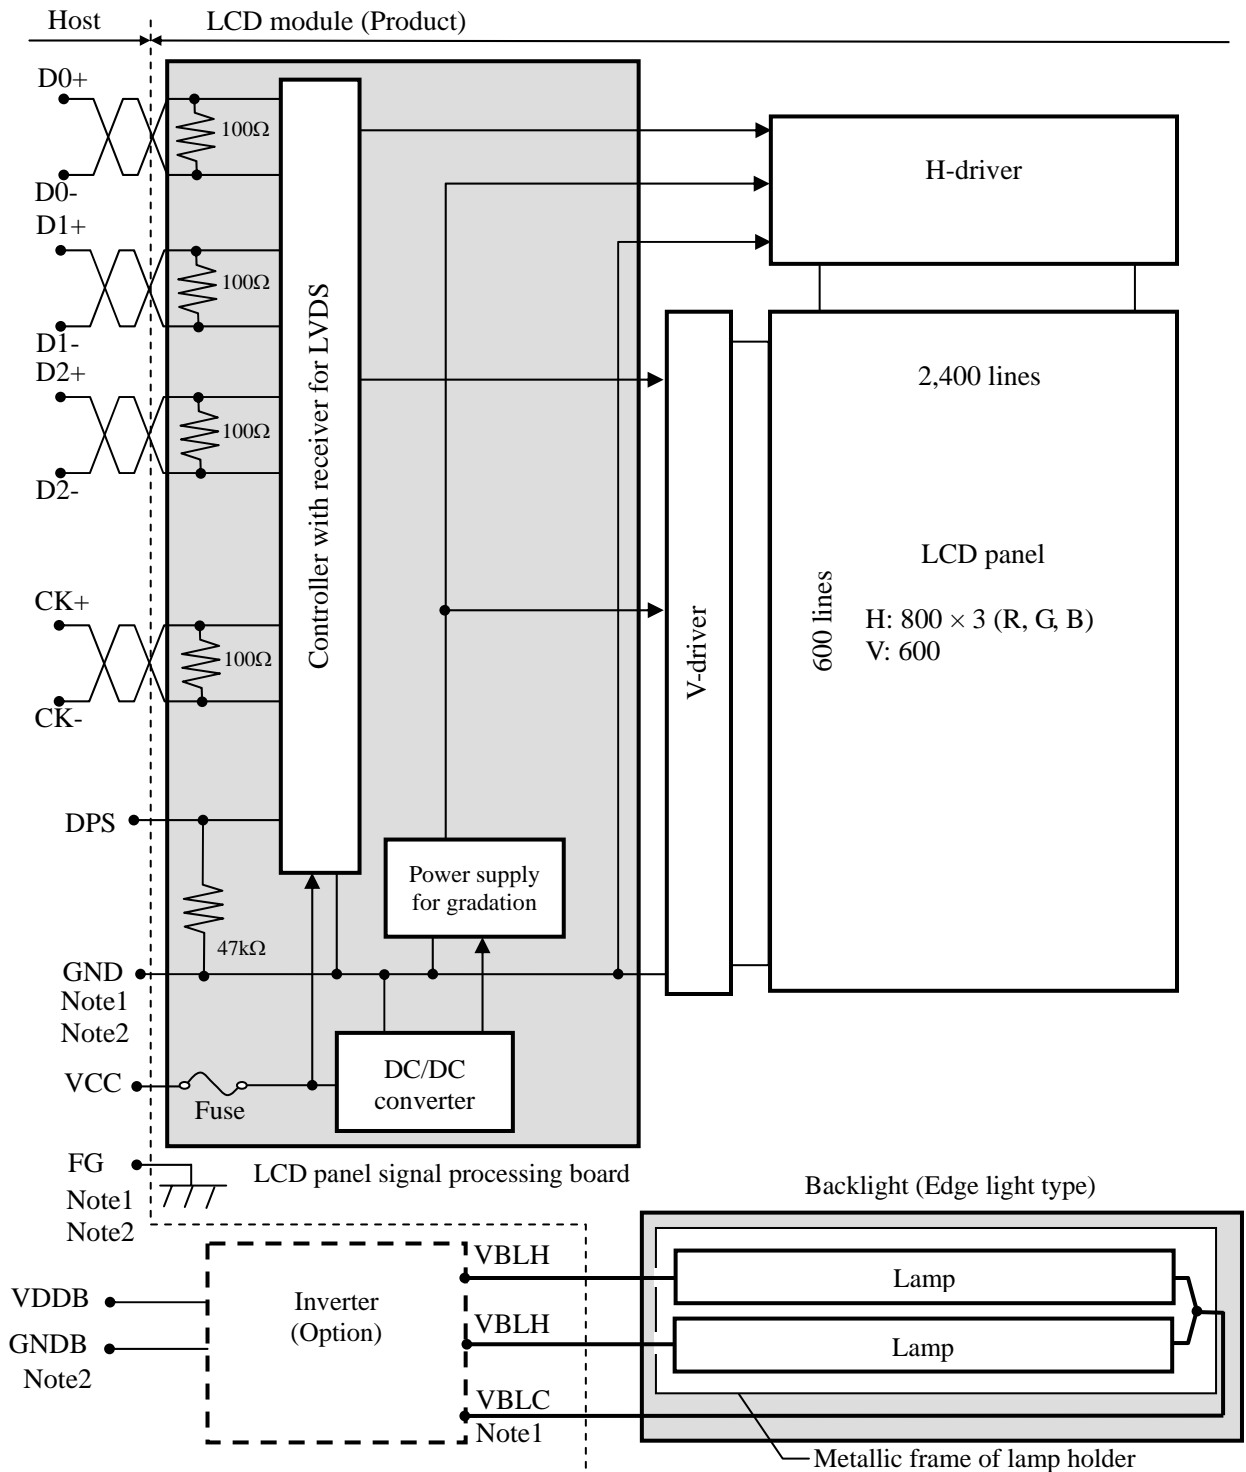 Host
LCD module (Product)
D0+
100Ω
D0-
D1+
100Ω
D1-
D2+
100Ω
D2-
CK+
100Ω
CK-
DPS
47kΩ
GND
Note1
Note2
VCC
Fuse
FG
Note1
Note2
Controller with receiver for LVDS
Power supply
for gradation
DC/DC
converter
LCD panel signal processing board
H-driver
V-driver
2,400 lines
600 lines
LCD panel
H: 800 × 3 (R, G, B)
V: 600
Backlight (Edge light type)
VDDB
GNDB
Note2
Inverter
(Option)
VBLH
VBLH
VBLC
Note1
Lamp
Lamp
Metallic frame of lamp holder